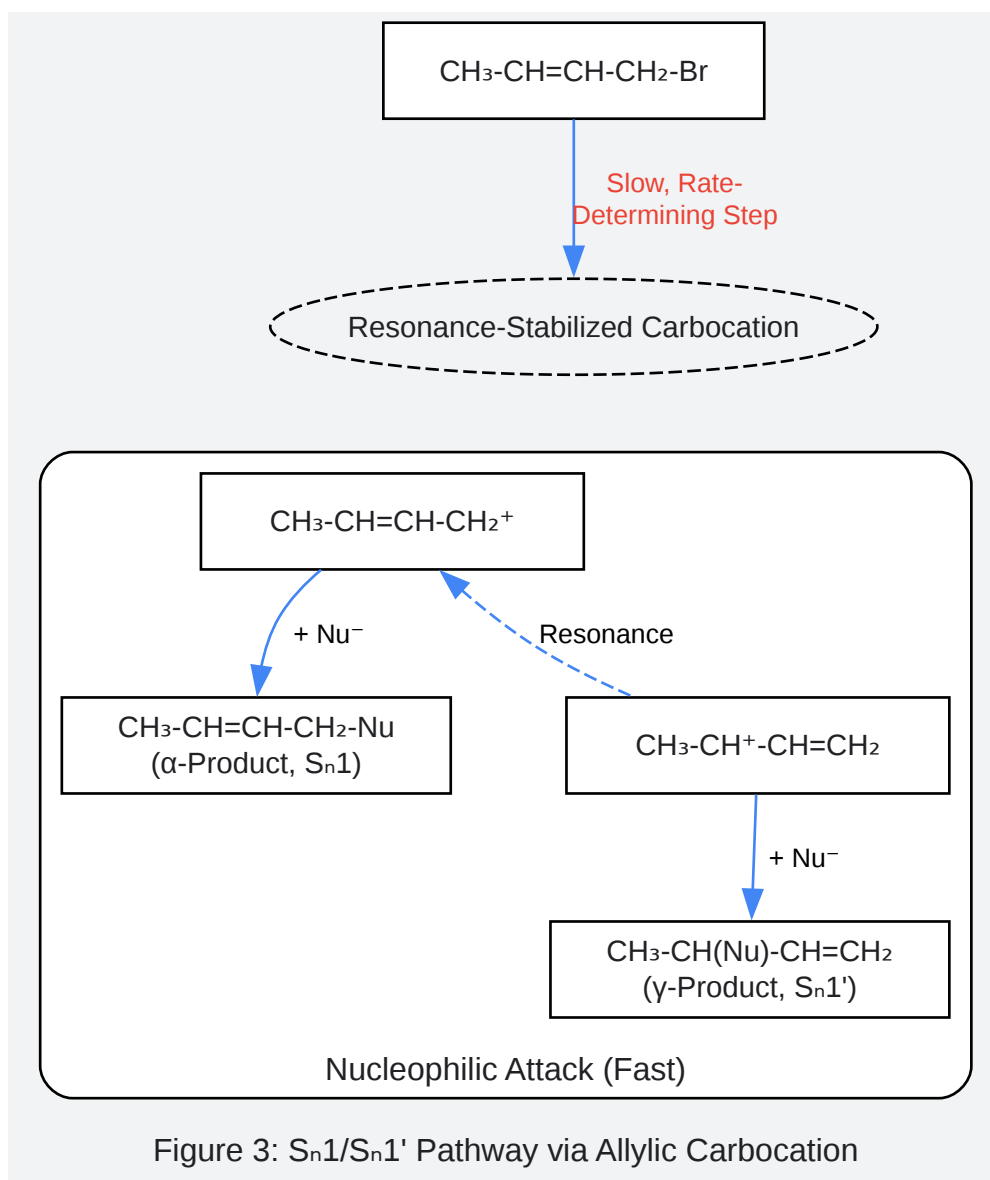 CH₃-CH=CH-CH₂-Br
Slow, Rate-
Determining Step
Resonance-Stabilized Carbocation
CH₃-CH=CH-CH₂⁺
+ Nu⁻
Resonance
CH₃-CH=CH-CH₂-Nu
(α-Product, Sₙ1)
CH₃-CH⁺-CH=CH₂
+ Nu⁻
CH₃-CH(Nu)-CH=CH₂
(γ-Product, Sₙ1')
Nucleophilic Attack (Fast)
Figure 3: Sₙ1/Sₙ1' Pathway via Allylic Carbocation